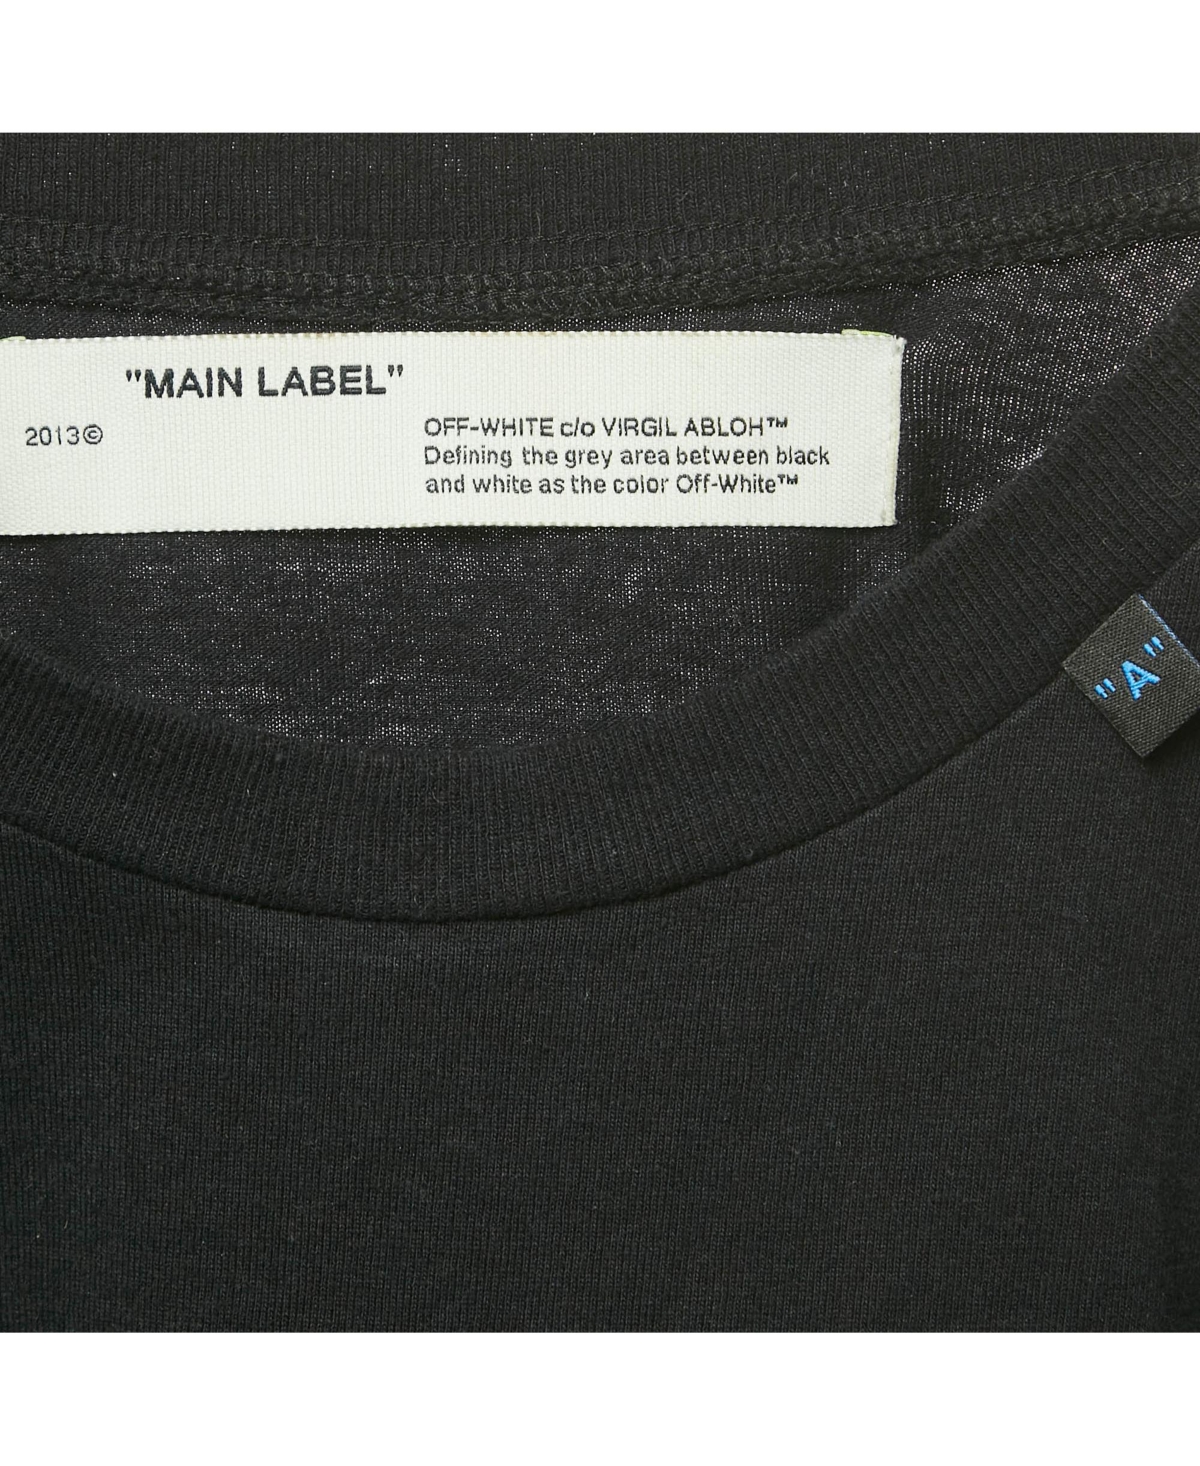 "MAIN LABEL"
2013©
OFF-WHITE c/o VIRGIL ABLOH™
Defining the grey area between black
and white as the color Off-White™
"A"